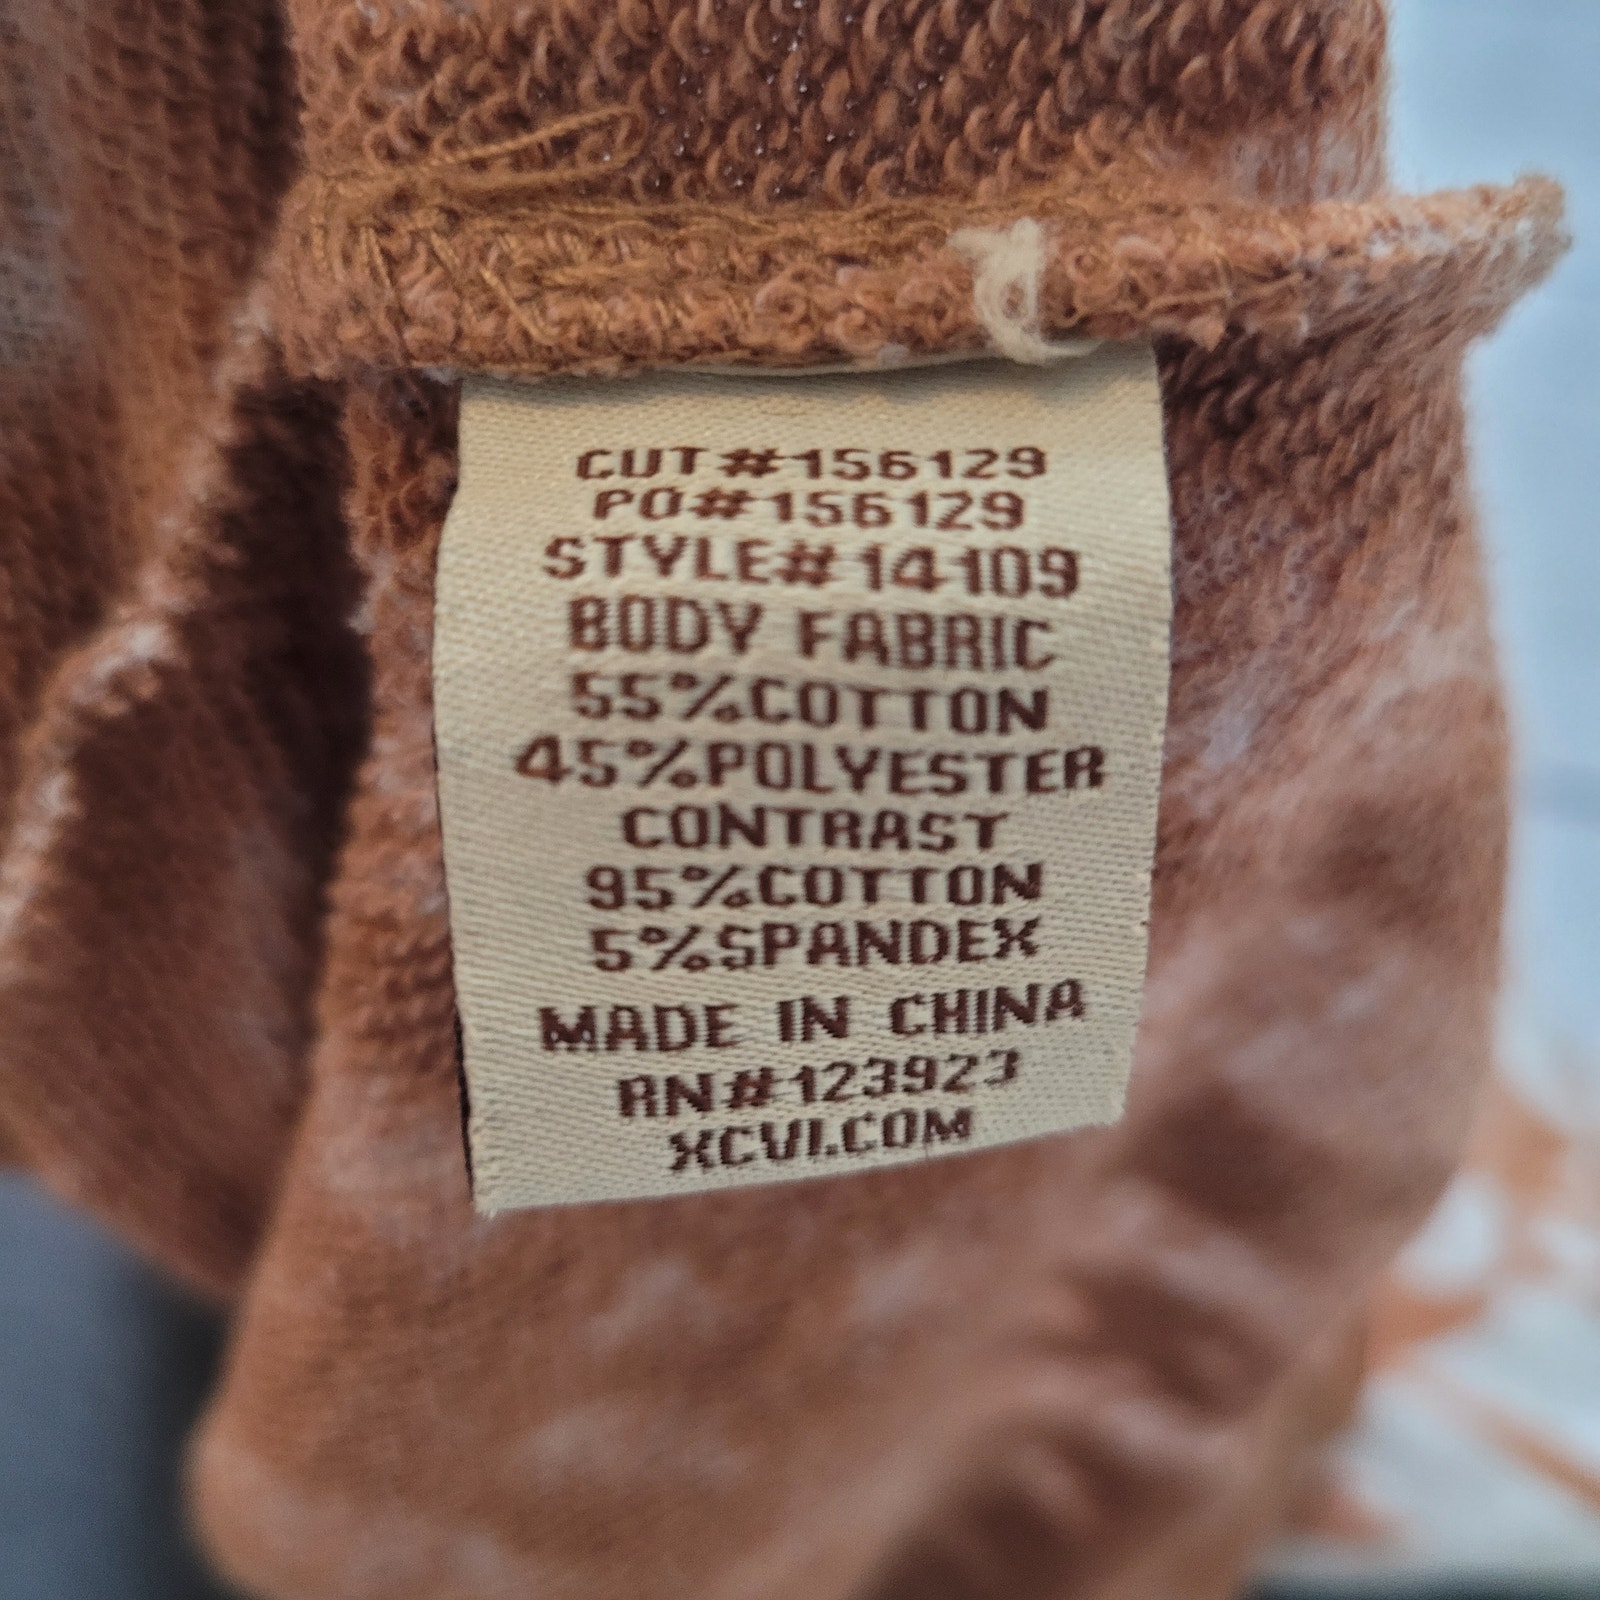 CUT#156129
PO#156129
STYLE#14109
BODY FABRIC
55%COTTON
45%POLYESTER
CONTRAST
95%COTTON
5%SPANDEX
MADE IN CHINA
RN#123923
XCVI.COM